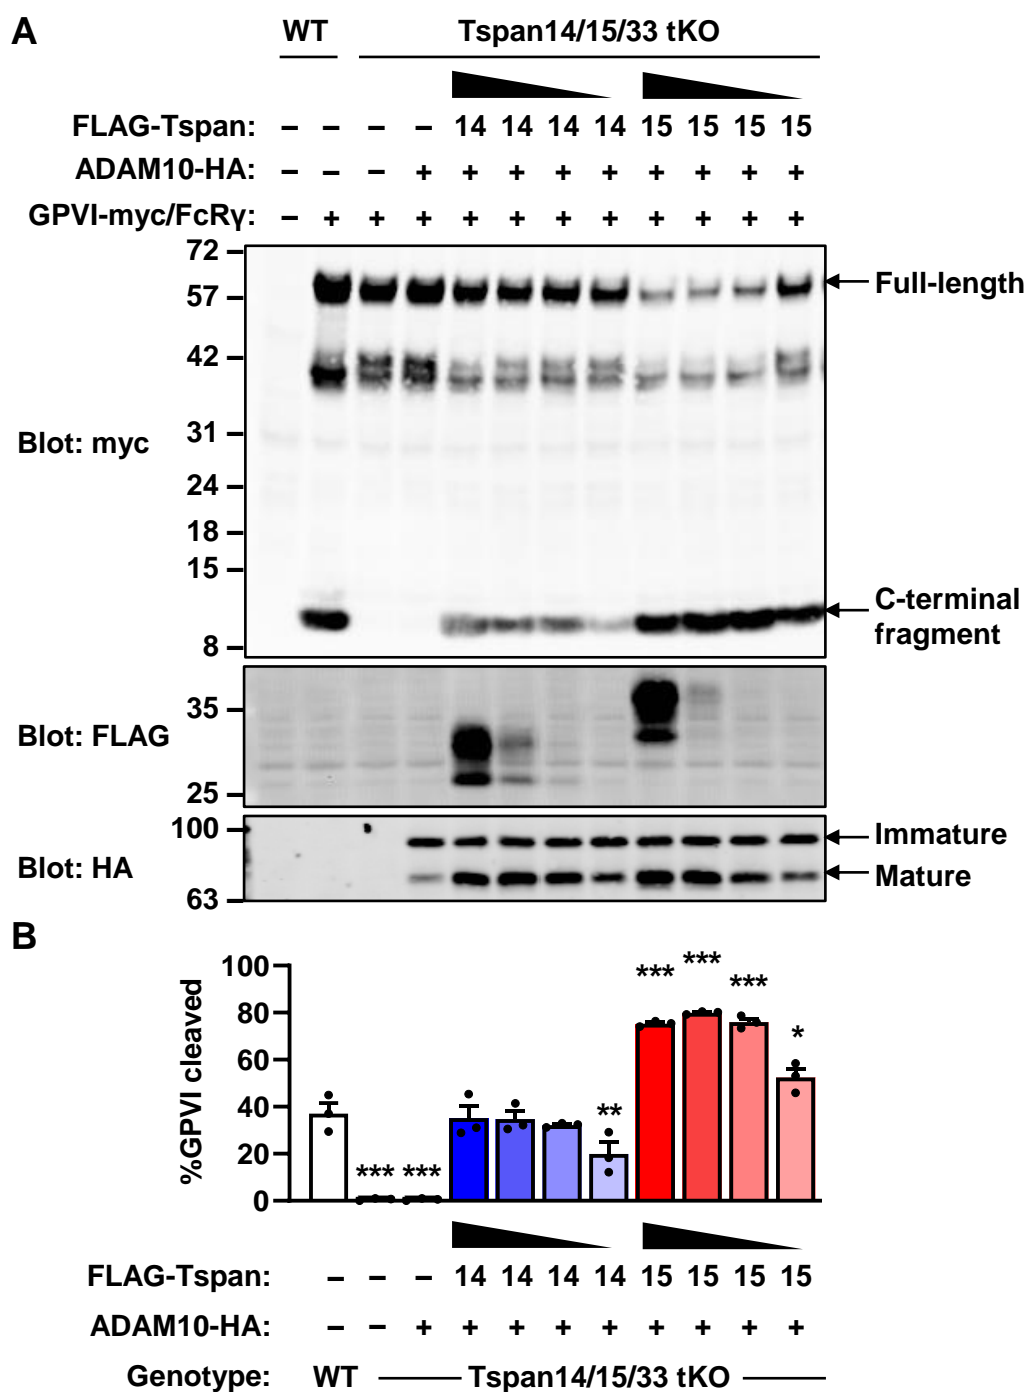 A
WT Tspan14/15/33 tKO
FLAG-Tspan: – – – – 14 14 14 14 15 15 15 15
ADAM10-HA: – – – + + + + + + + + +
GPVI-myc/FcRγ: – + + + + + + + + + + +
72
57
Full-length
42
31
Blot: myc
24
18
15
C-terminal
fragment
8
35
Blot: FLAG
25
100
Immature
Blot: HA
Mature
63
B
%GPVI cleaved
100
80
60
40
20
0
*** *** ** *** *** *** *
FLAG-Tspan: – – – 14 14 14 14 15 15 15 15
ADAM10-HA: – – + + + + + + + + +
Genotype: WT Tspan14/15/33 tKO